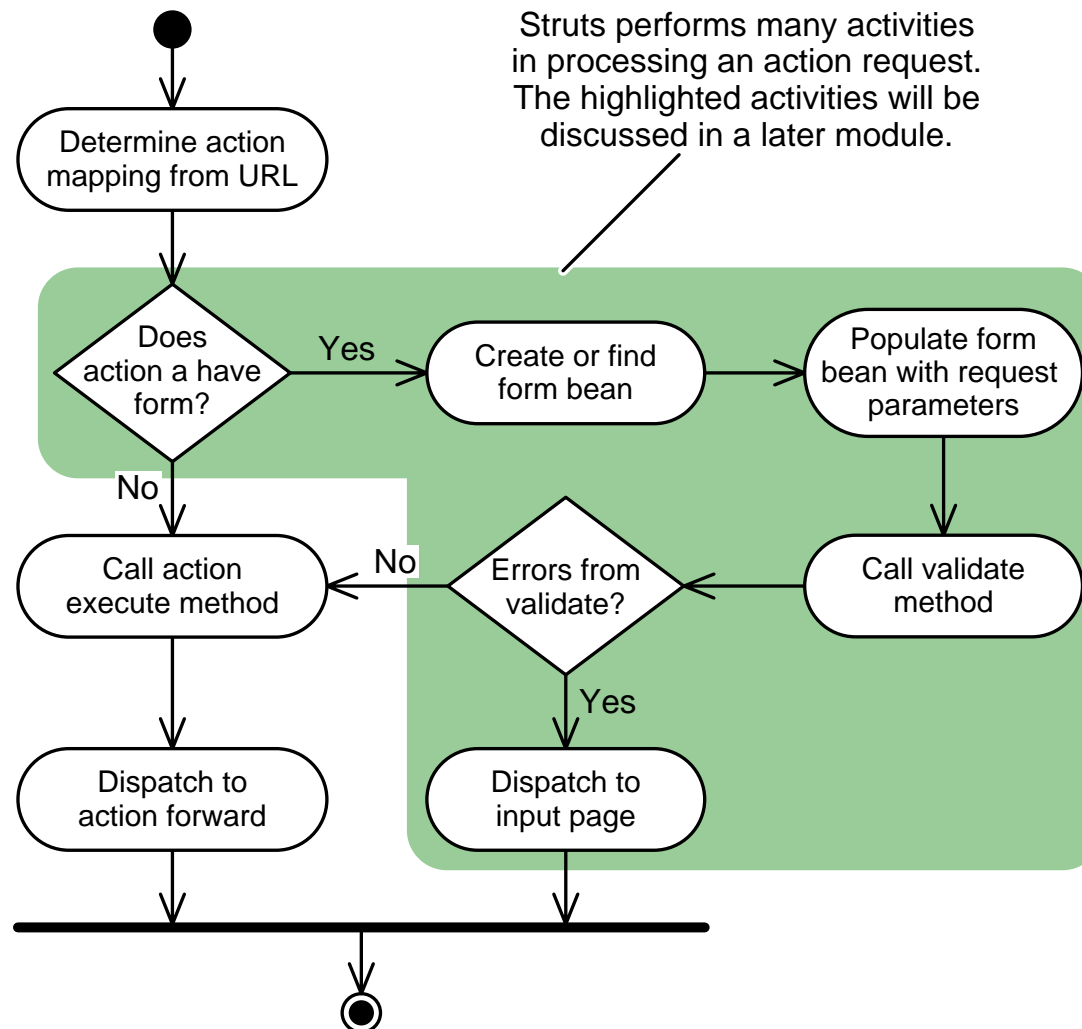 Struts performs many activities
in processing an action request.
The highlighted activities will be
discussed in a later module.
Determine action
mapping from URL
Does
action a have
form?
Yes
Create or find
form bean
Populate form
bean with request
parameters
No
Call action
execute method
No
Errors from
validate?
Call validate
method
Yes
Dispatch to
action forward
Dispatch to
input page